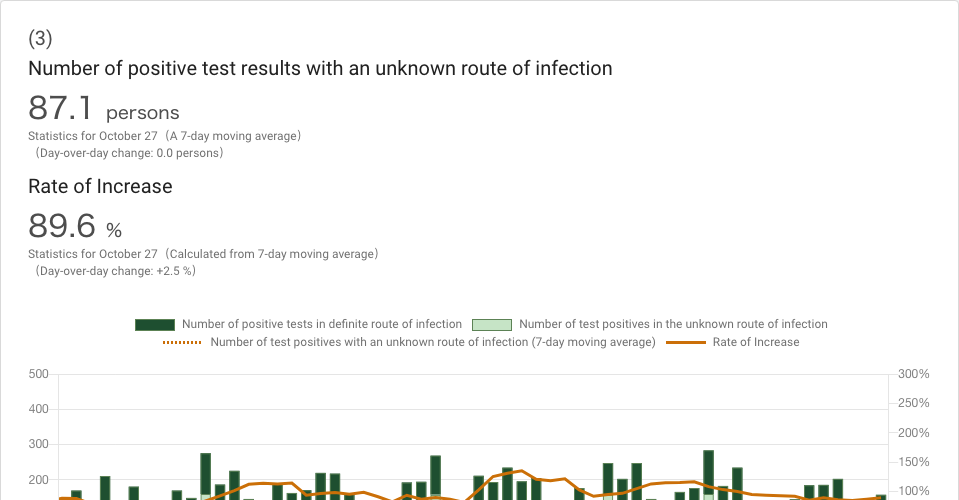 (3)
Number of positive test results with an unknown route of infection
87.1 persons
Statistics for October 27（A 7-day moving average）
（Day-over-day change: 0.0 persons）
Rate of Increase
89.6 %
Statistics for October 27（Calculated from 7-day moving average）
（Day-over-day change: +2.5 %）
Number of positive tests in definite route of infection Number of test positives in the unknown route of infection
Number of test positives with an unknown route of infection (7-day moving average) Rate of Increase
500 300%
400 250%
300 200%
200 150%
100%